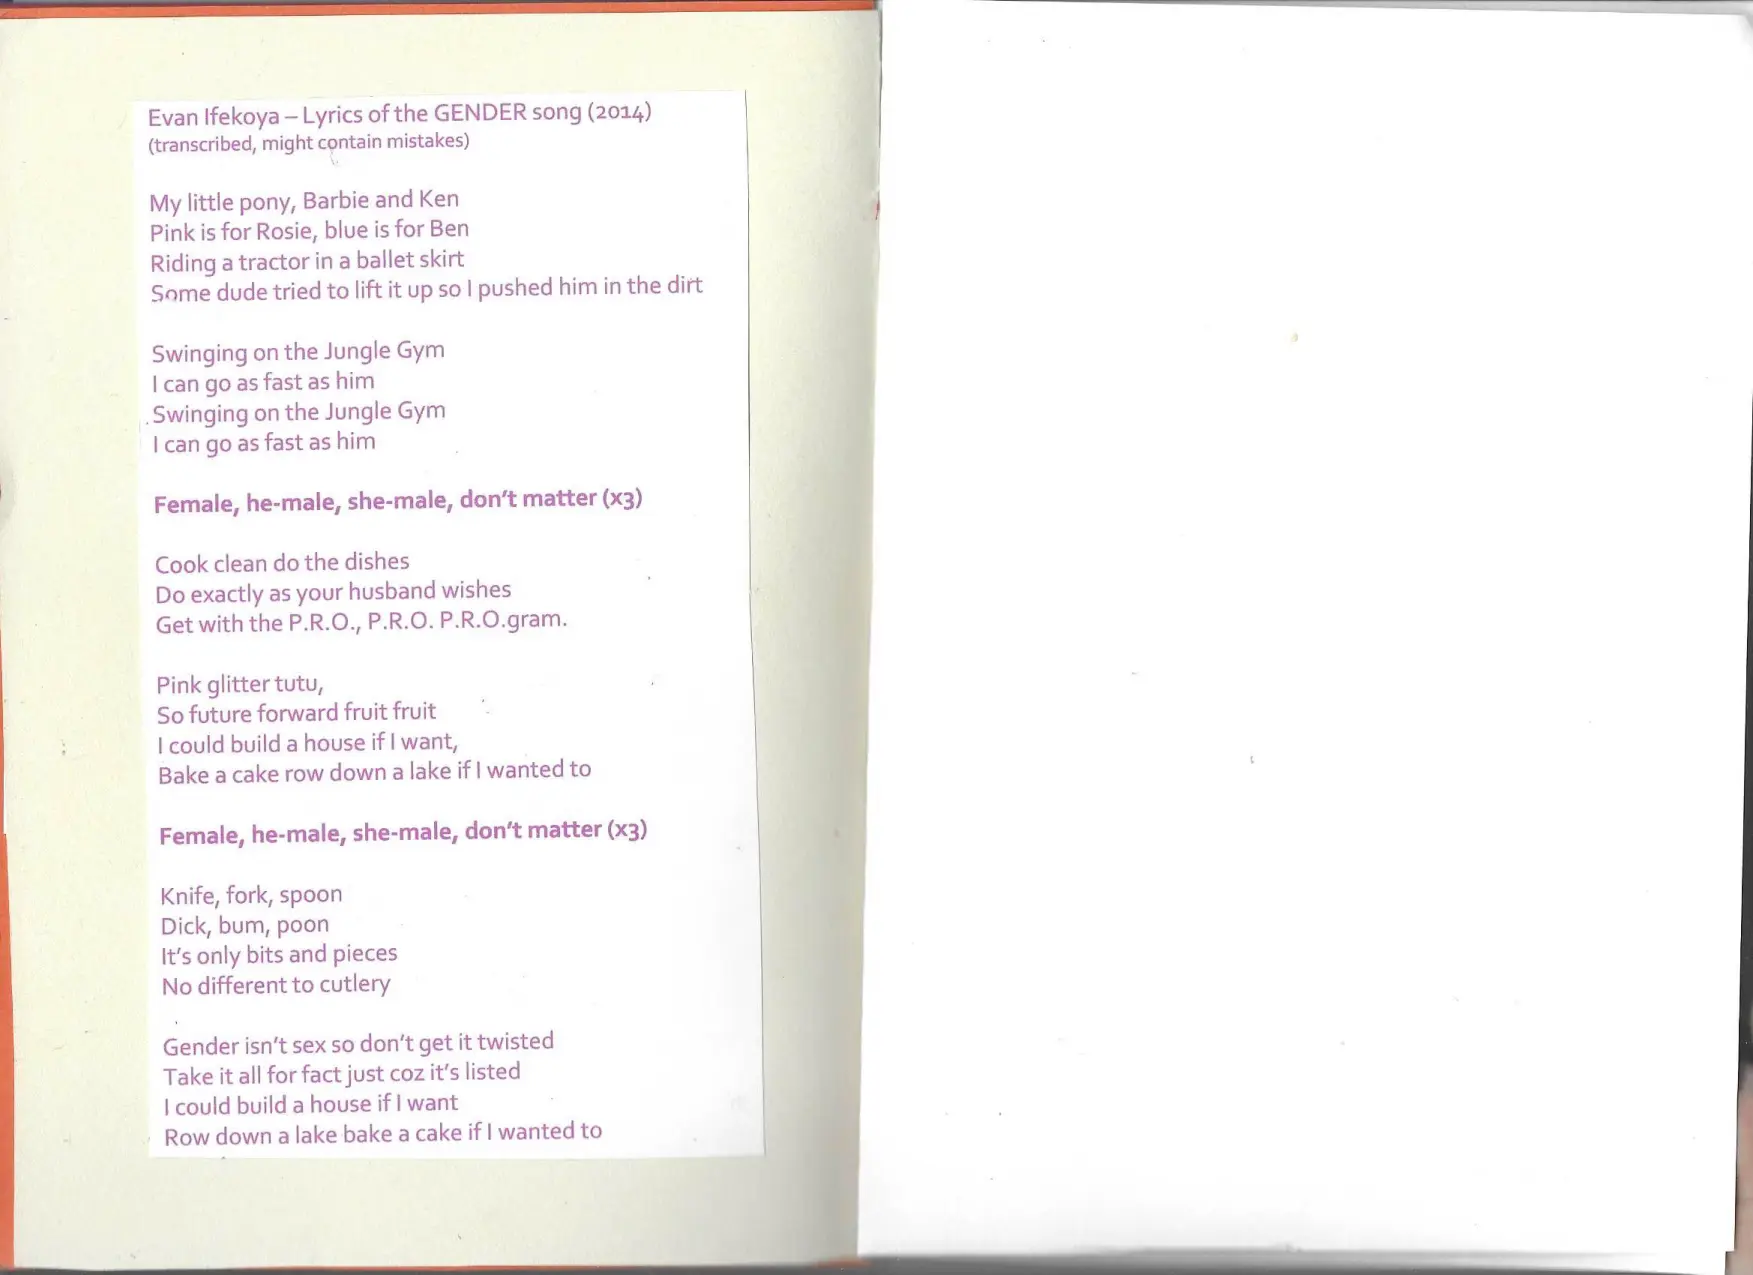 Evan Ifekoya – Lyrics of the GENDER song (2014)
(transcribed, might contain mistakes)
My little pony, Barbie and Ken
Pink is for Rosie, blue is for Ben
Riding a tractor in a ballet skirt
Some dude tried to lift it up so I pushed him in the dirt
Swinging on the Jungle Gym
I can go as fast as him
Swinging on the Jungle Gym
I can go as fast as him
Female, he-male, she-male, don't matter (x3)
Cook clean do the dishes
Do exactly as your husband wishes
Get with the P.R.O., P.R.O. P.R.O.gram.
Pink glitter tutu,
So future forward fruit fruit
I could build a house if I want,
Bake a cake row down a lake if I wanted to
Female, he-male, she-male, don't matter (x3)
Knife, fork, spoon
Dick, bum, poon
It's only bits and pieces
No different to cutlery
Gender isn't sex so don't get it twisted
Take it all for fact just coz it's listed
I could build a house if I want
Row down a lake bake a cake if I wanted to